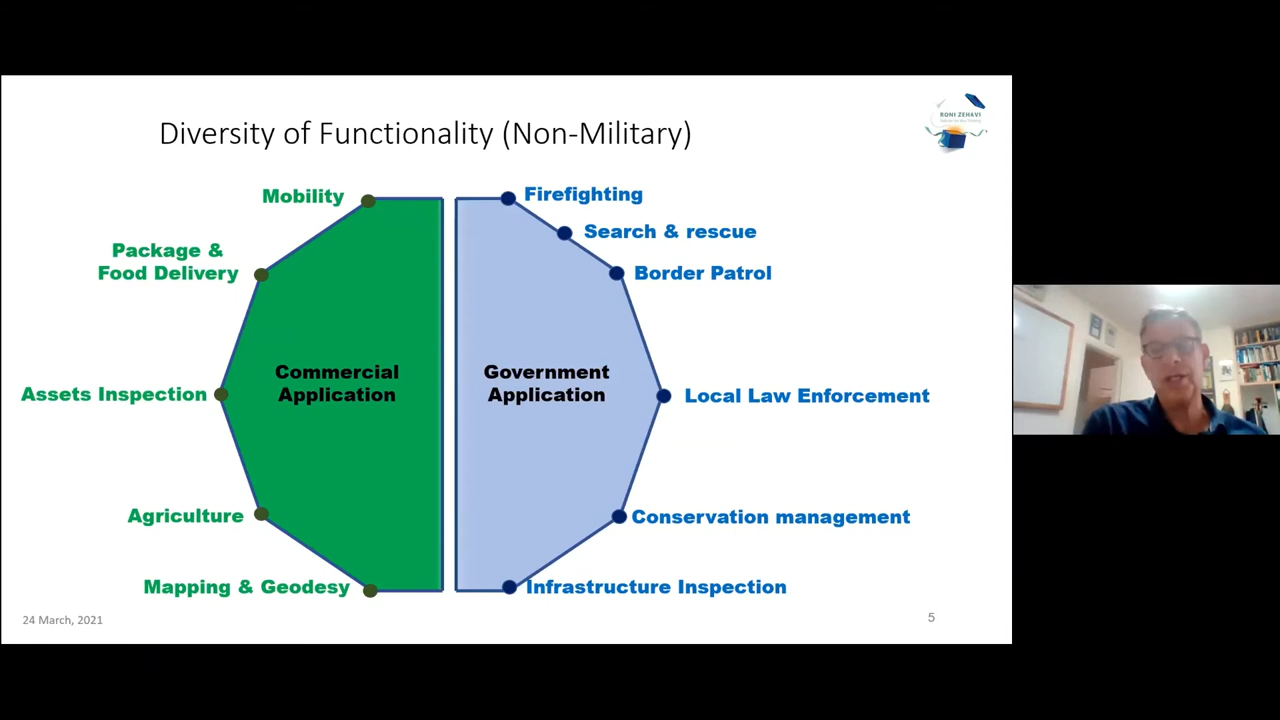 Diversity of Functionality (Non-Military)
RONI ZEHAVI
Mobility
Package &
Food Delivery
Assets Inspection
Agriculture
Mapping & Geodesy
Commercial
Application
Government
Application
Firefighting
Search & rescue
Border Patrol
Local Law Enforcement
Conservation management
Infrastructure Inspection
24 March, 2021
5